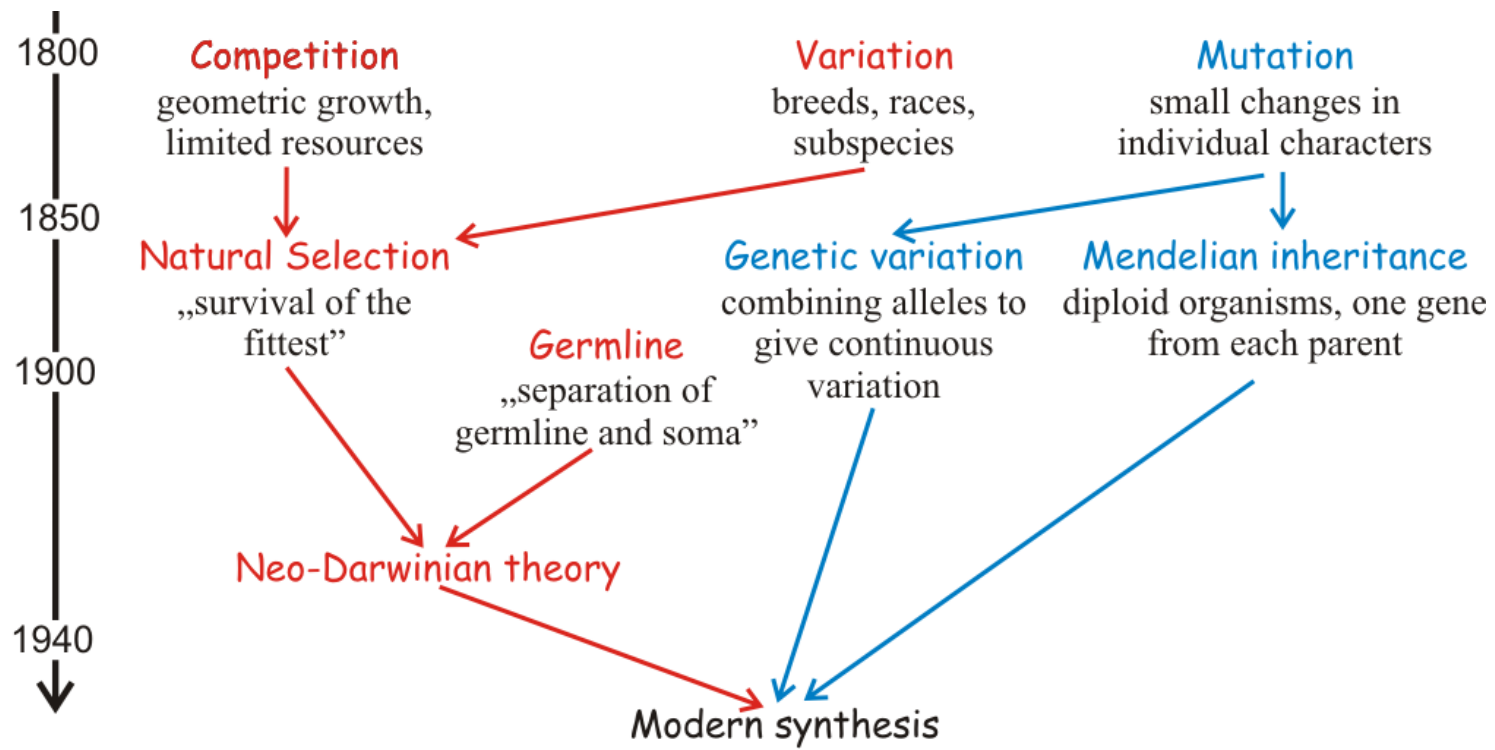 1800
Competition
geometric growth,
limited resources
Variation
breeds, races,
subspecies
Mutation
small changes in
individual characters
1850
Natural Selection
„survival of the
fittest”
Genetic variation
combining alleles to
give continuous
variation
Mendelian inheritance
diploid organisms, one gene
from each parent
Germline
„separation of
germline and soma”
1900
Neo-Darwinian theory
1940
Modern synthesis